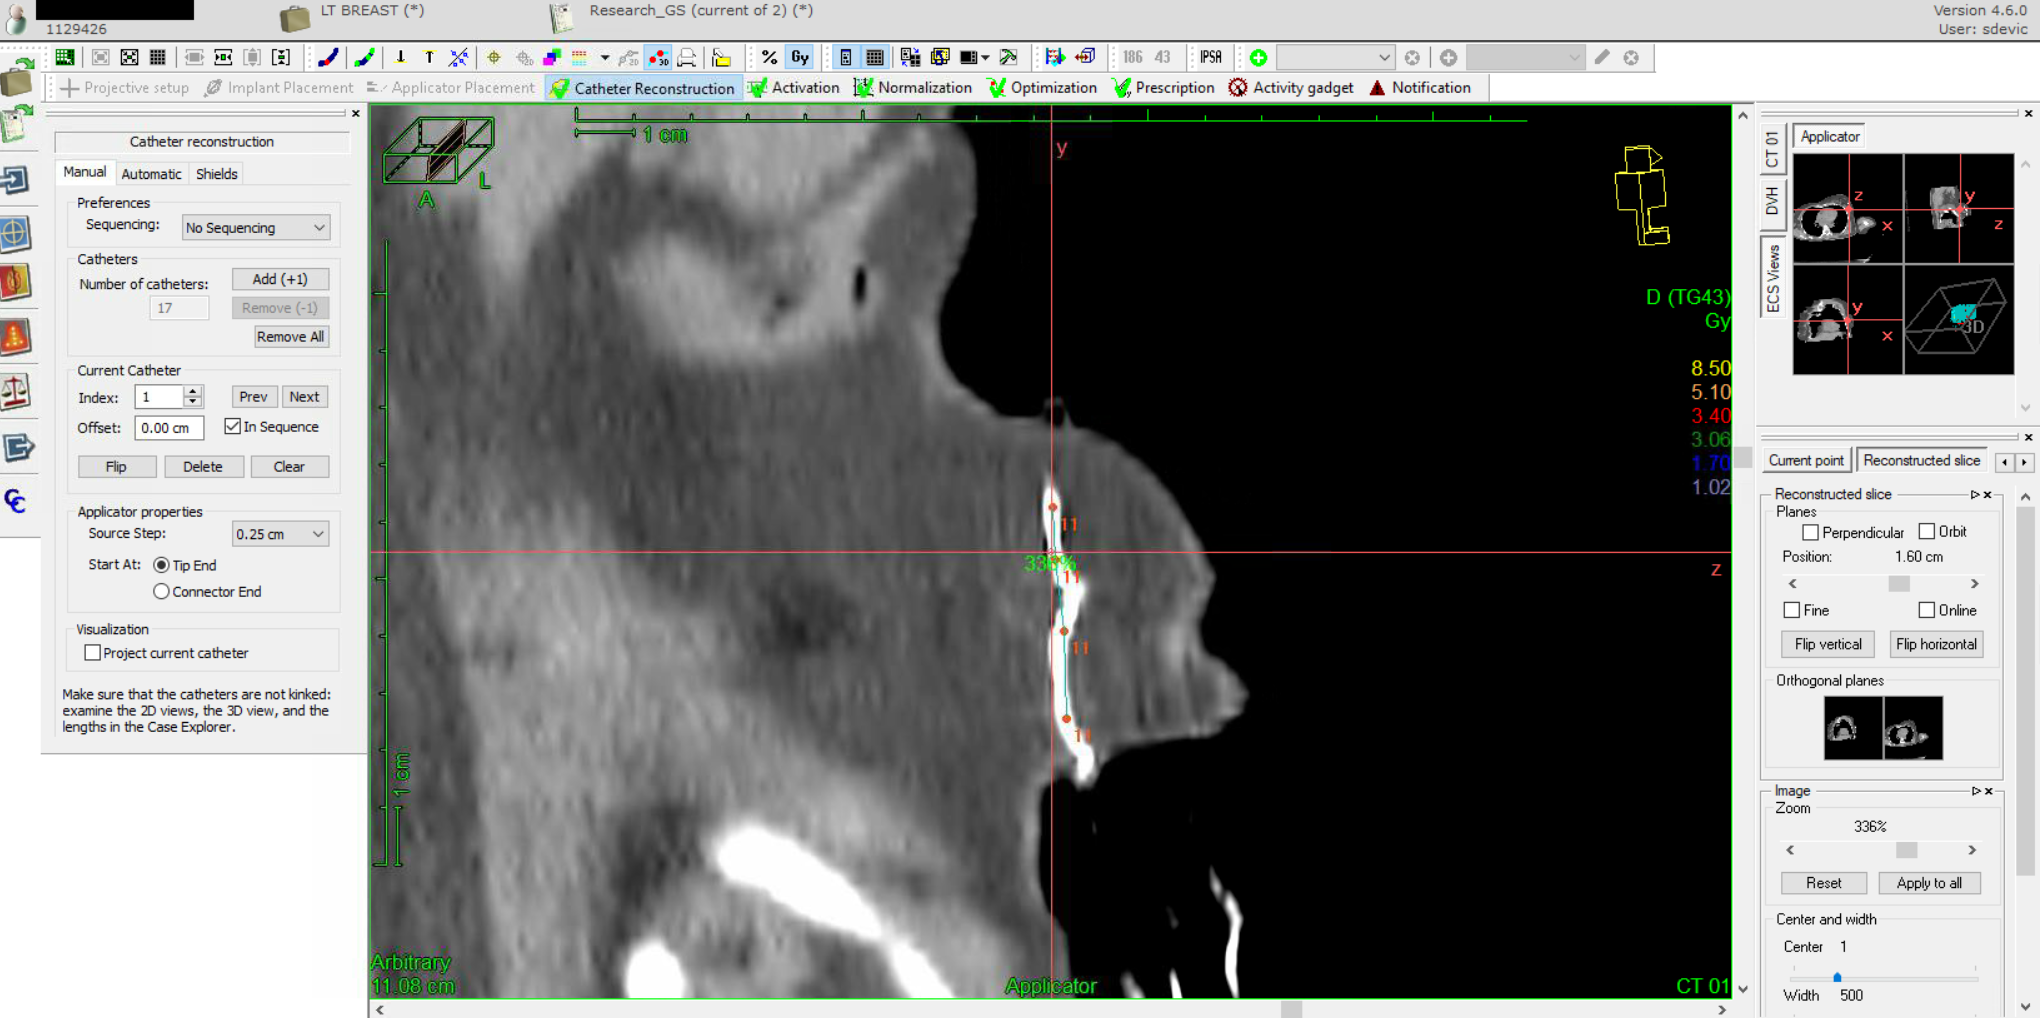 LT BREAST (*)
Research_GS (current of 2) (*)
Version 4.6.0
1129426
User: sdevic
% Gy 186 43 IPSA
Projective setup Implant Placement Applicator Placement Catheter Reconstruction Activation Normalization Optimization Prescription Activity gadget Notification
Catheter reconstruction
Manual Automatic Shields
Preferences
Sequencing: No Sequencing
Catheters
Number of catheters: Add (+1)
17 Remove (-1)
Remove All
Current Catheter
Index: 1 Prev Next
Offset: 0.00 cm In Sequence
Flip Delete Clear
Applicator properties
Source Step: 0.25 cm
Start At: Tip End
Connector End
Visualization
Project current catheter
Make sure that the catheters are not kinked:
examine the 2D views, the 3D view, and the
lengths in the Case Explorer.
1 cm
A
L
y
D (TG43)
Gy
8.50
5.10
3.40
3.06
1.70
1.02
11
336%
11
z
11
11
1 cm
Arbitrary
11.08 cm
Applicator
CT 01
CT 01
DVH
ECS Views
Applicator
z
x
y
z
y
x
3D
Current point Reconstructed slice
Reconstructed slice
Planes
Perpendicular Orbit
Position: 1.60 cm
Fine Online
Flip vertical Flip horizontal
Orthogonal planes
Image
Zoom
336%
Reset Apply to all
Center and width
Center 1
Width 500